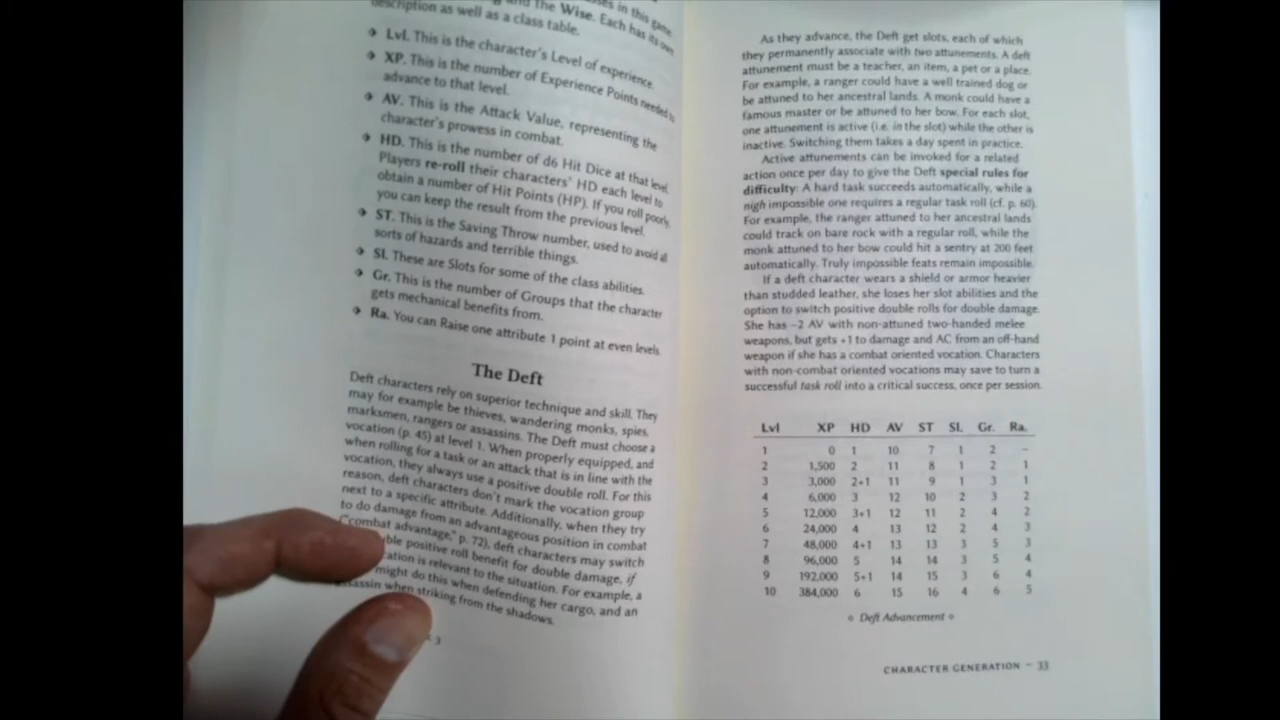 and the Wise. Each has its own
description as well as a class table.
Lvl. This is the character's Level of experience.
XP. This is the number of Experience Points needed to
advance to that level.
AV. This is the Attack Value, representing the
character's prowess in combat.
HD. This is the number of d6 Hit Dice at that level.
Players re-roll their characters' HD each level to
obtain a number of Hit Points (HP). If you roll poorly,
you can keep the result from the previous level.
ST. This is the Saving Throw number, used to avoid all
sorts of hazards and terrible things.
Sl. These are Slots for some of the class abilities.
Gr. This is the number of Groups that the character
gets mechanical benefits from.
Ra. You can Raise one attribute 1 point at even levels.
The Deft
Deft characters rely on superior technique and skill. They
may for example be thieves, wandering monks, spies,
marksmen, rangers or assassins. The Deft must choose a
vocation (p. 45) at level 1. When properly equipped, and
when rolling for a task or an attack that is in line with the
vocation, they always use a positive double roll. For this
reason, deft characters don't mark the vocation group
next to a specific attribute. Additionally, when they try
to do damage from an advantageous position in combat
("combat advantage," p. 72), deft characters may switch
positive roll benefit for double damage, if
is relevant to the situation. For example, a
might do this when defending her cargo, and an
assassin when striking from the shadows.
As they advance, the Deft get slots, each of which
they permanently associate with two attunements. A deft
attunement must be a teacher, an item, a pet or a place.
For example, a ranger could have a well trained dog or
be attuned to her ancestral lands. A monk could have a
famous master or be attuned to her bow. For each slot,
one attunement is active (i.e. in the slot) while the other is
inactive. Switching them takes a day spent in practice.
Active attunements can be invoked for a related
action once per day to give the Deft special rules for
difficulty: A hard task succeeds automatically, while a
nigh impossible one requires a regular task roll (cf. p. 60).
For example, the ranger attuned to her ancestral lands
could track on bare rock with a regular roll, while the
monk attuned to her bow could hit a sentry at 200 feet
automatically. Truly impossible feats remain impossible.
If a deft character wears a shield or armor heavier
than studded leather, she loses her slot abilities and the
option to switch positive double rolls for double damage.
She has −2 AV with non-attuned two-handed melee
weapons, but gets +1 to damage and AC from an off-hand
weapon if she has a combat oriented vocation. Characters
with non-combat oriented vocations may save to turn a
successful task roll into a critical success, once per session.
Lvl XP HD AV ST Sl. Gr. Ra.
1 0 1 10 7 1 2 –
2 1,500 2 11 8 1 2 1
3 3,000 2+1 11 9 1 3 1
4 6,000 3 12 10 2 3 2
5 12,000 3+1 12 11 2 4 2
6 24,000 4 13 12 2 4 3
7 48,000 4+1 13 13 3 5 3
8 96,000 5 14 14 3 5 4
9 192,000 5+1 14 15 3 6 4
10 384,000 6 15 16 4 6 5
Deft Advancement
CHARACTER GENERATION – 33